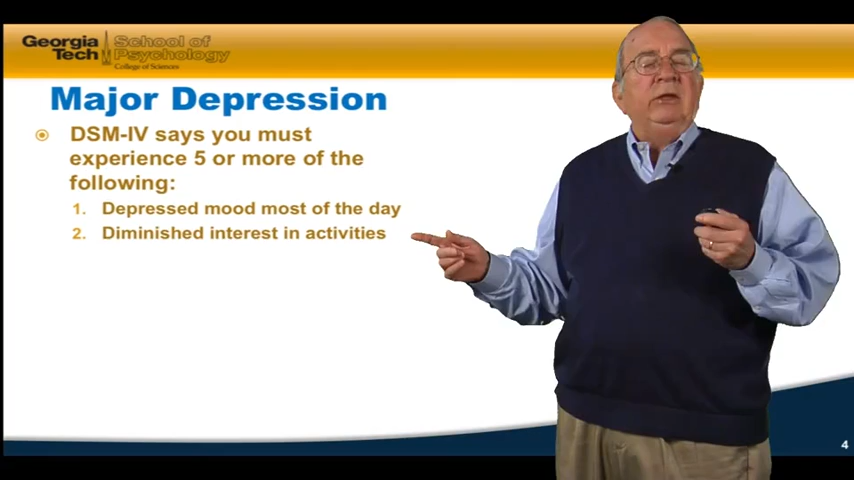 Georgia Tech
School of Psychology
College of Sciences
Major Depression
DSM-IV says you must
experience 5 or more of the
following:
1. Depressed mood most of the day
2. Diminished interest in activities
4